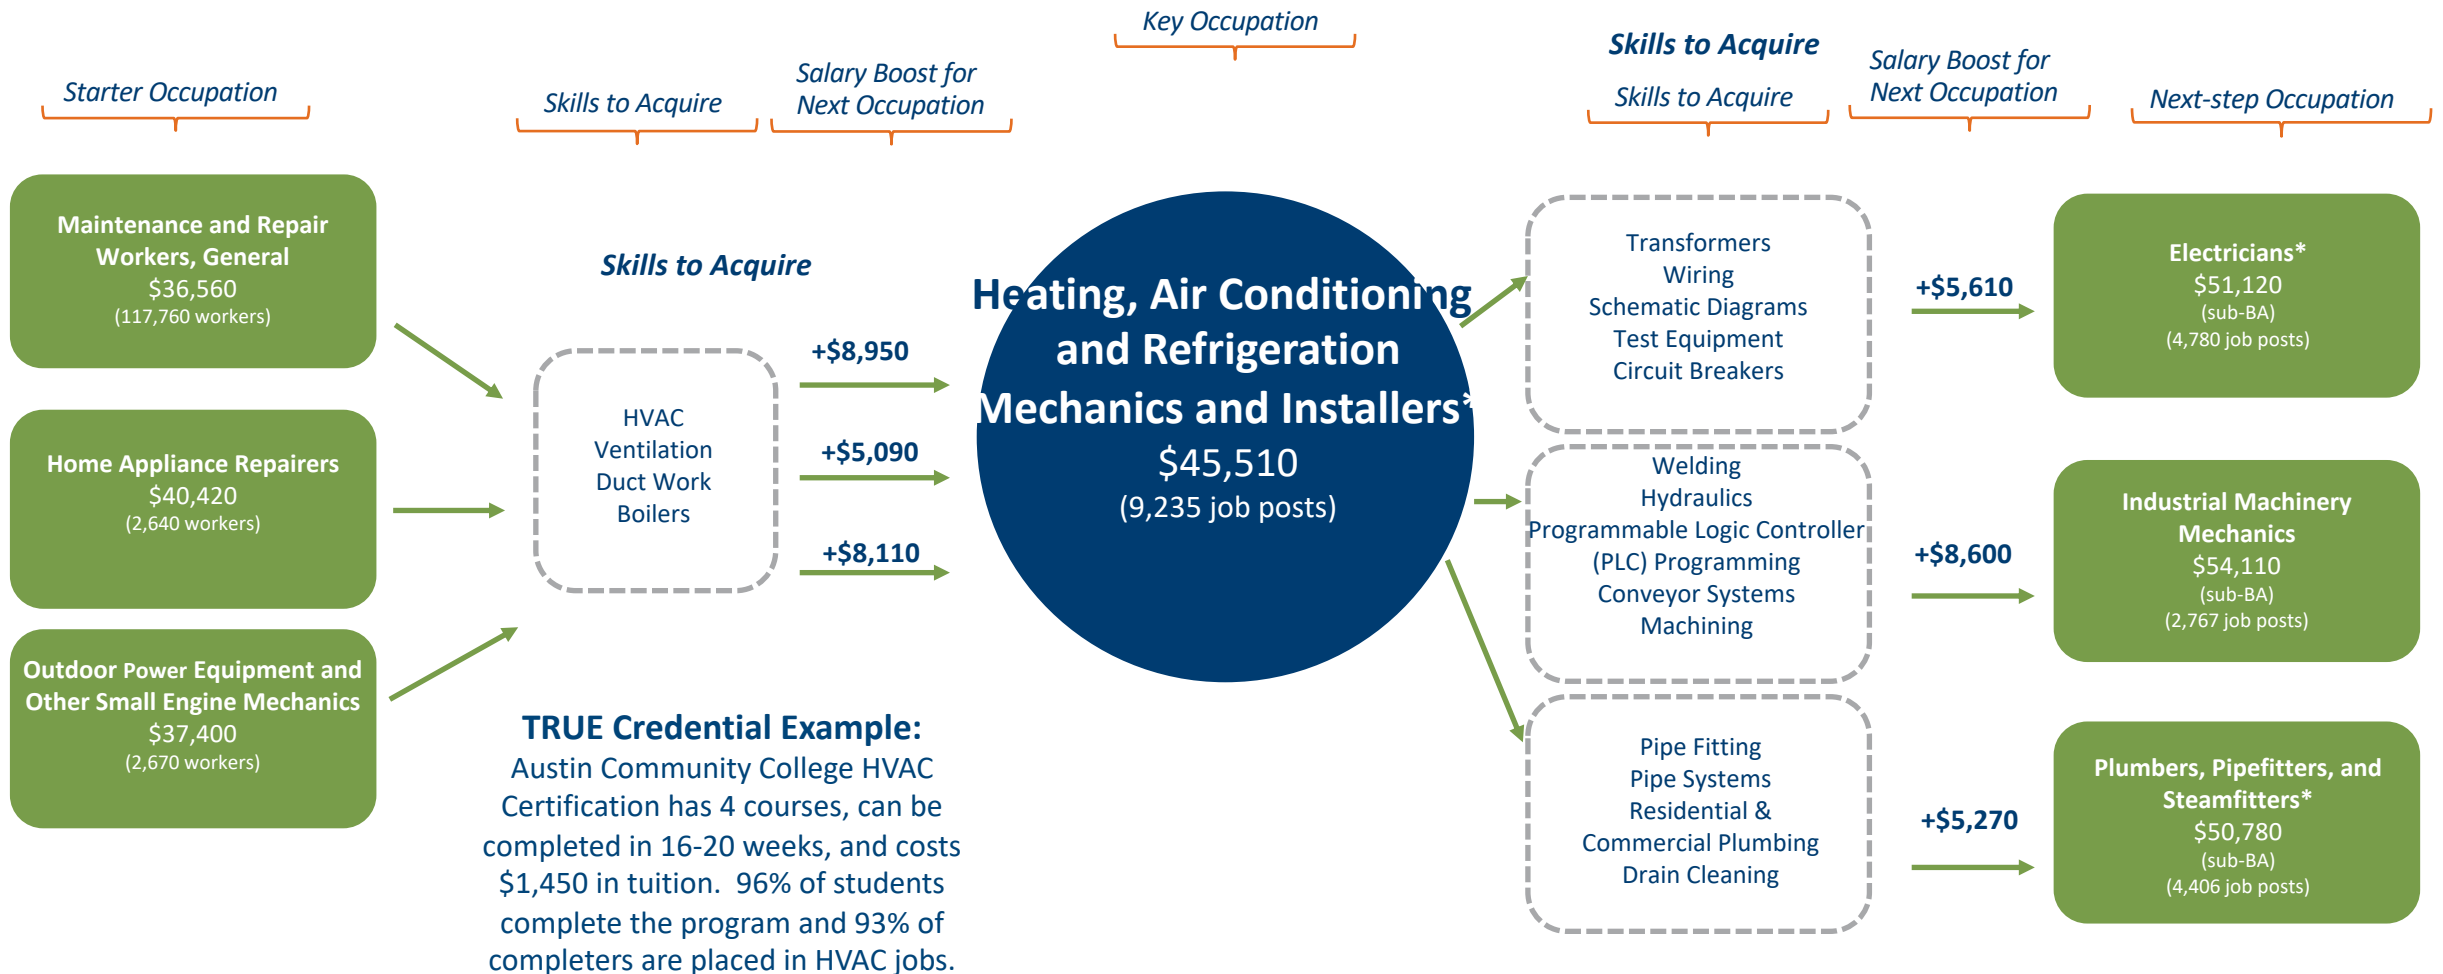 Key Occupation
Skills to Acquire
Starter Occupation
Skills to Acquire
Salary Boost for
Next Occupation
Skills to Acquire
Salary Boost for
Next Occupation
Next-step Occupation
Maintenance and Repair
Workers, General
$36,560
(117,760 workers)
Home Appliance Repairers
$40,420
(2,640 workers)
Outdoor Power Equipment and
Other Small Engine Mechanics
$37,400
(2,670 workers)
Skills to Acquire
HVAC
Ventilation
Duct Work
Boilers
+$8,950
+$5,090
+$8,110
TRUE Credential Example:
Austin Community College HVAC
Certification has 4 courses, can be
completed in 16-20 weeks, and costs
$1,450 in tuition.  96% of students
complete the program and 93% of
completers are placed in HVAC jobs.
Heating, Air Conditioning
and Refrigeration
Mechanics and Installers*
$45,510
(9,235 job posts)
Transformers
Wiring
Schematic Diagrams
Test Equipment
Circuit Breakers
+$5,610
Electricians*
$51,120
(sub-BA)
(4,780 job posts)
Welding
Hydraulics
Programmable Logic Controller
(PLC) Programming
Conveyor Systems
Machining
+$8,600
Industrial Machinery
Mechanics
$54,110
(sub-BA)
(2,767 job posts)
Pipe Fitting
Pipe Systems
Residential &
Commercial Plumbing
Drain Cleaning
+$5,270
Plumbers, Pipefitters, and
Steamfitters*
$50,780
(sub-BA)
(4,406 job posts)